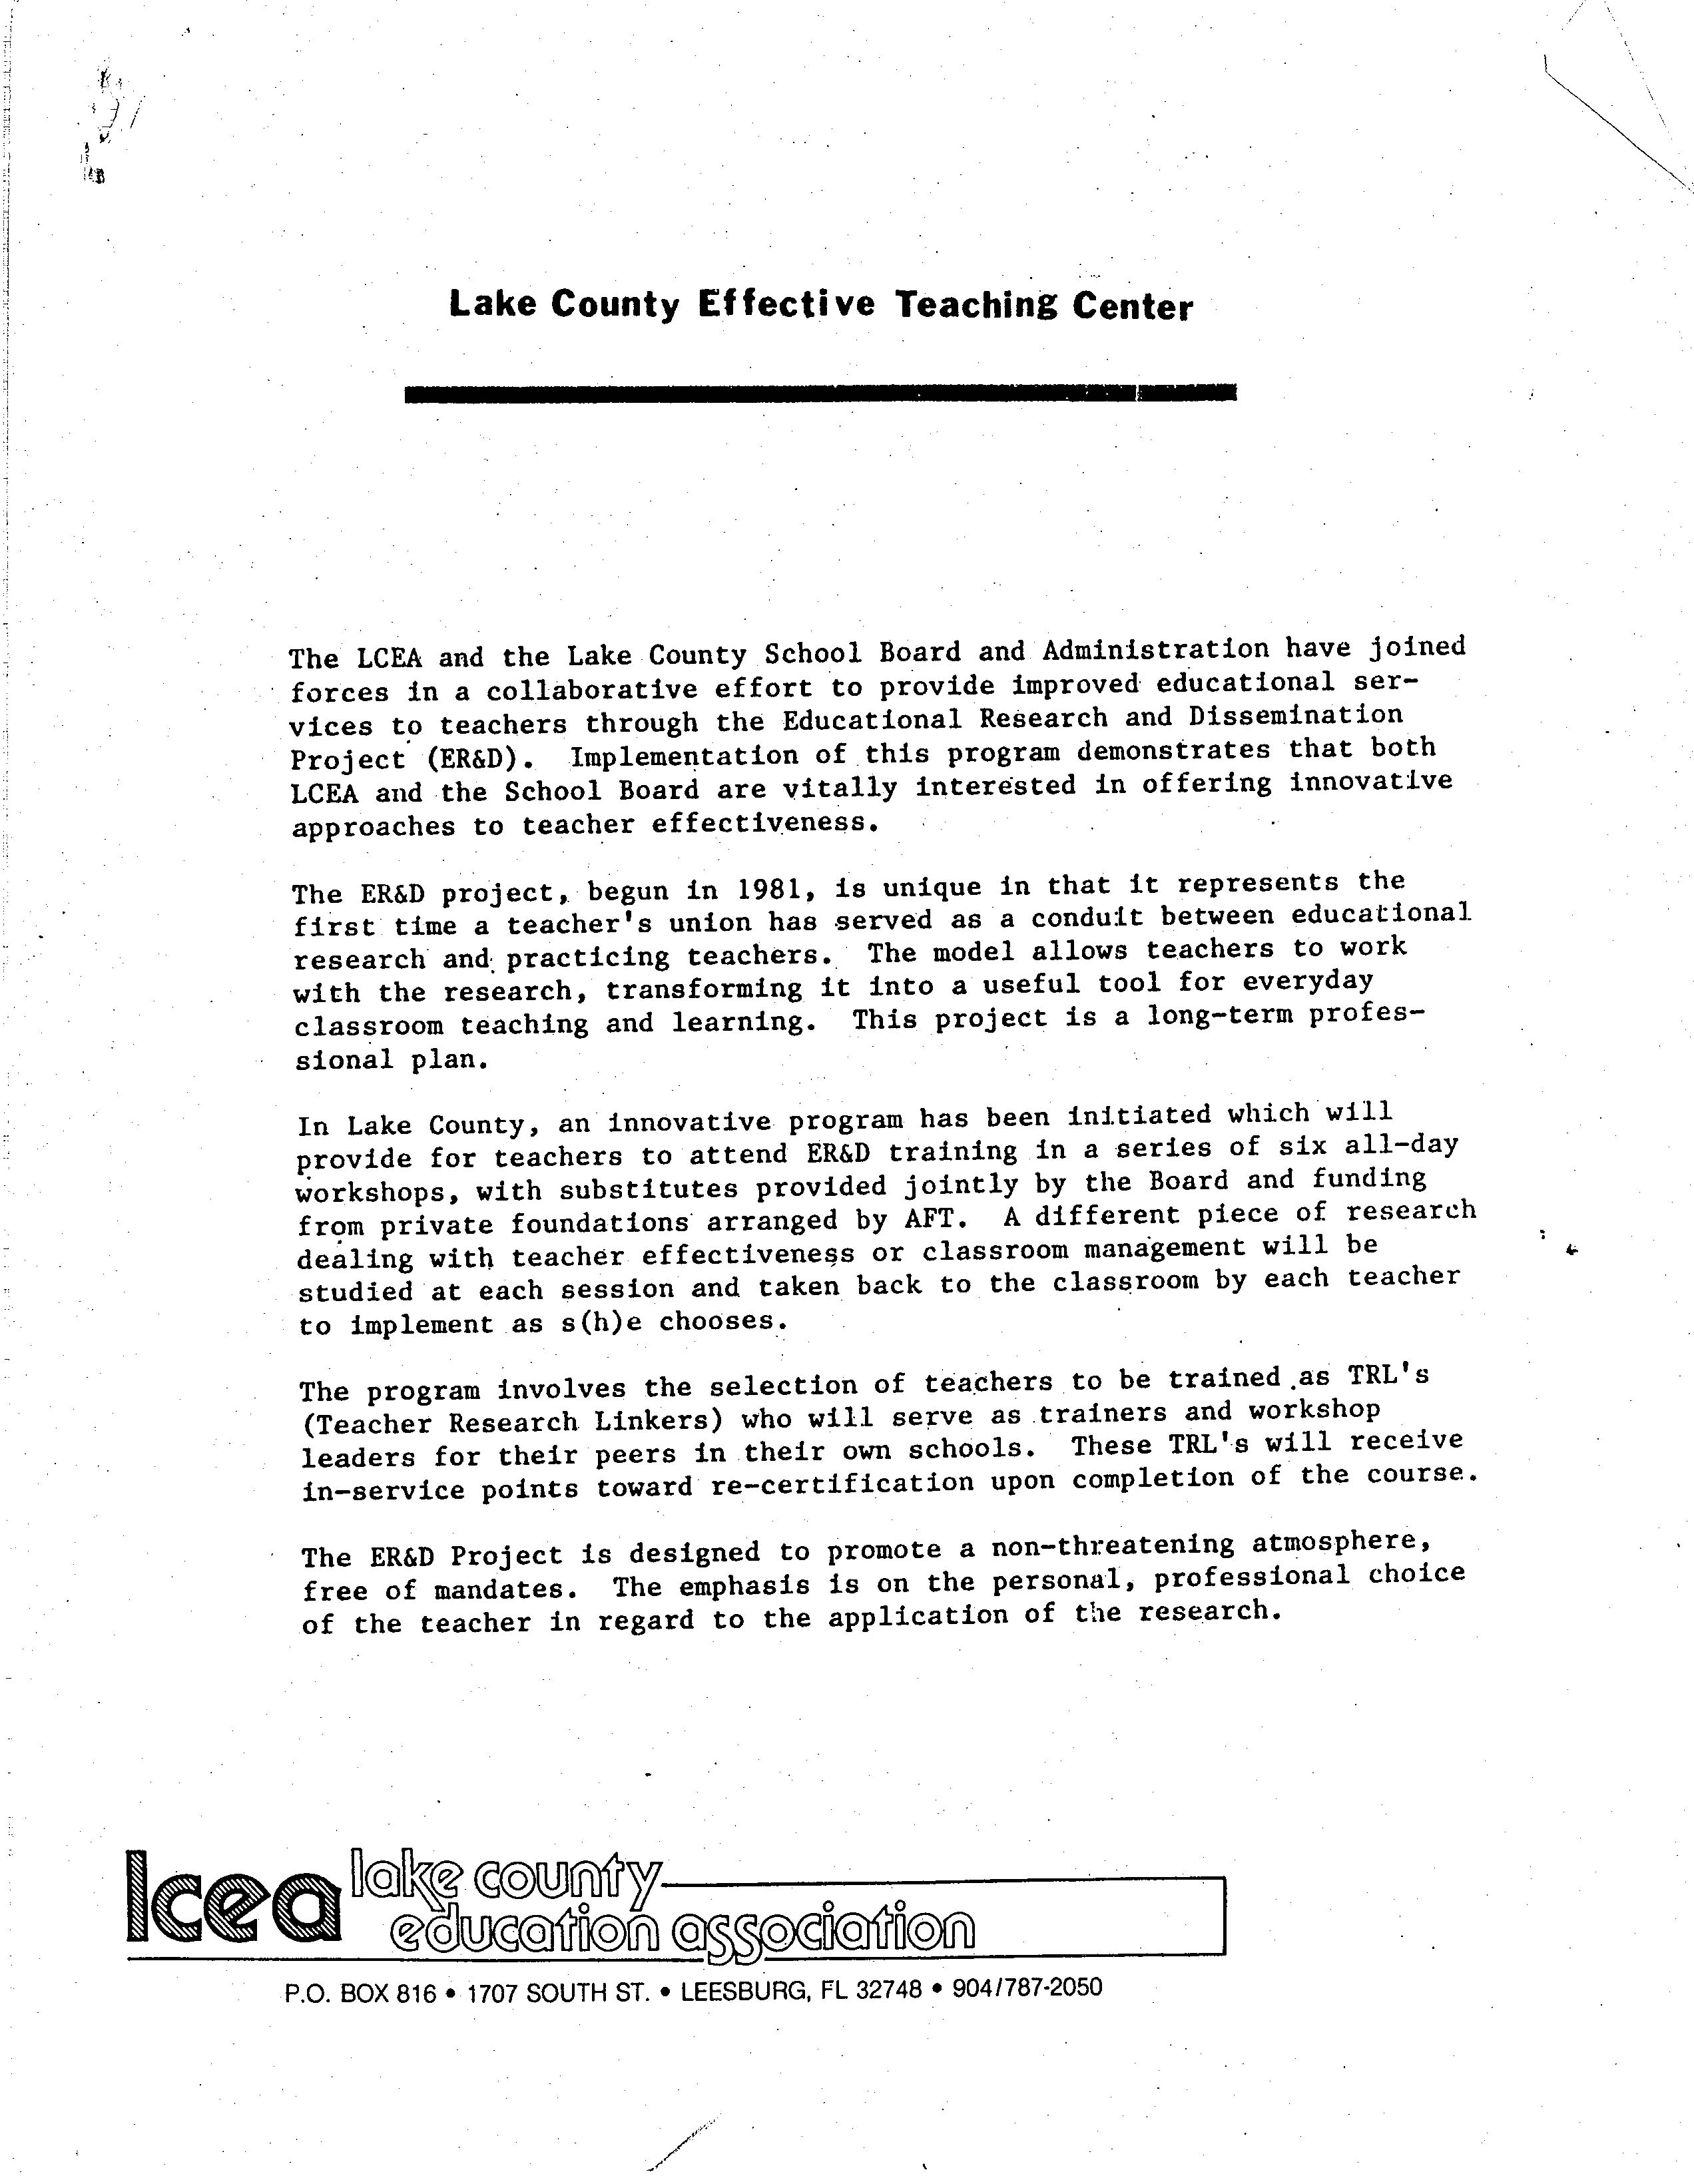 Lake County Effective Teaching Center
The LCEA and the Lake County School Board and Administration have joined
forces in a collaborative effort to provide improved educational ser-
vices to teachers through the Educational Research and Dissemination
Project (ER&D). Implementation of this program demonstrates that both
LCEA and the School Board are vitally interested in offering innovative
approaches to teacher effectiveness.
The ER&D project, begun in 1981, is unique in that it represents the
first time a teacher's union has served as a conduit between educational
research and practicing teachers. The model allows teachers to work
with the research, transforming it into a useful tool for everyday
classroom teaching and learning. This project is a long-term profes-
sional plan.
In Lake County, an innovative program has been initiated which will
provide for teachers to attend ER&D training in a series of six all-day
workshops, with substitutes provided jointly by the Board and funding
from private foundations arranged by AFT. A different piece of research
dealing with teacher effectiveness or classroom management will be
studied at each session and taken back to the classroom by each teacher
to implement as s(h)e chooses.
The program involves the selection of teachers to be trained as TRL's
(Teacher Research Linkers) who will serve as trainers and workshop
leaders for their peers in their own schools. These TRL's will receive
in-service points toward re-certification upon completion of the course.
The ER&D Project is designed to promote a non-threatening atmosphere,
free of mandates. The emphasis is on the personal, professional choice
of the teacher in regard to the application of the research.
lcea lake county
education association
P.O. BOX 816 • 1707 SOUTH ST. • LEESBURG, FL 32748 • 904/787-2050